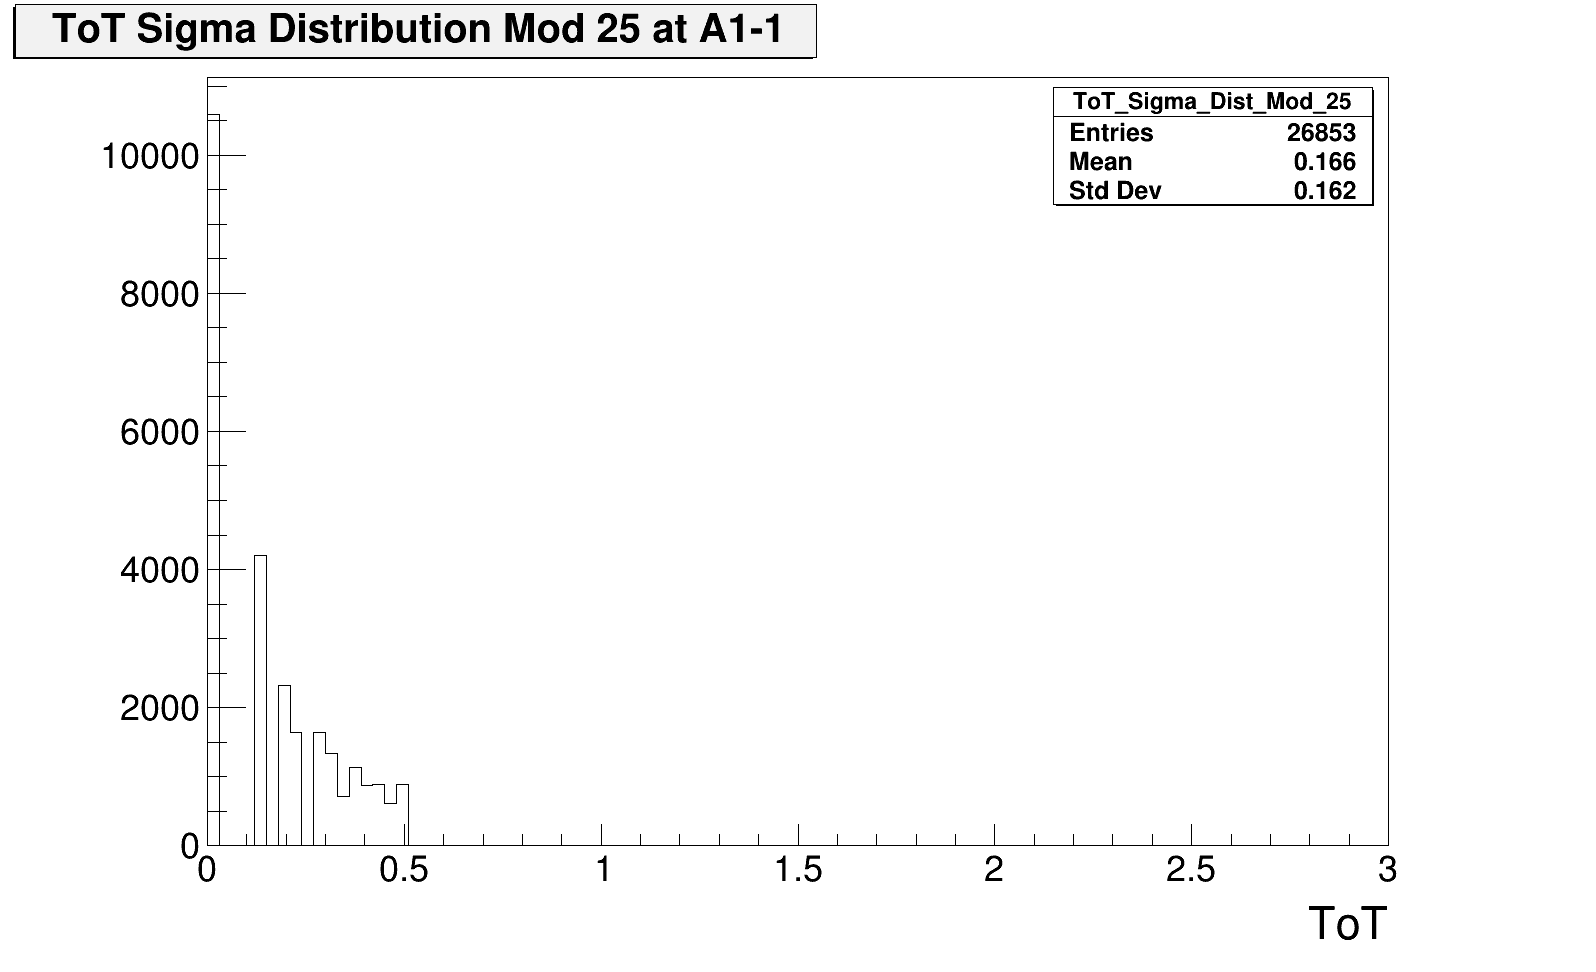 ToT Sigma Distribution Mod 25 at A1-1
ToT_Sigma_Dist_Mod_25
Entries 26853
Mean 0.166
Std Dev 0.162
10000
8000
6000
4000
2000
0
0 0.5 1 1.5 2 2.5 3
ToT